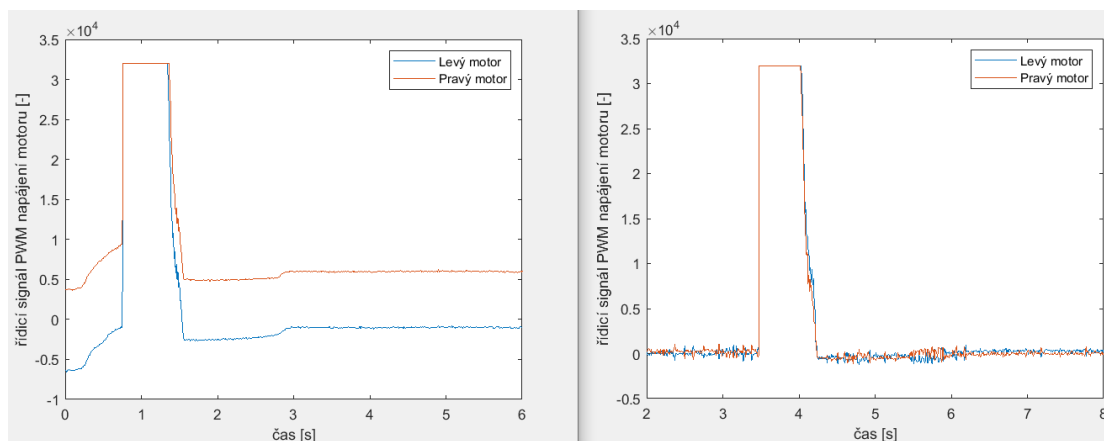 ×10⁴
řídicí signál PWM napájení motoru [-]
3.5
3
2.5
2
1.5
1
0.5
0
-0.5
-1
0 1 2 3 4 5 6
čas [s]
Levý motor
Pravý motor
×10⁴
řídicí signál PWM napájení motoru [-]
3.5
3
2.5
2
1.5
1
0.5
0
-0.5
2 3 4 5 6 7 8
čas [s]
Levý motor
Pravý motor